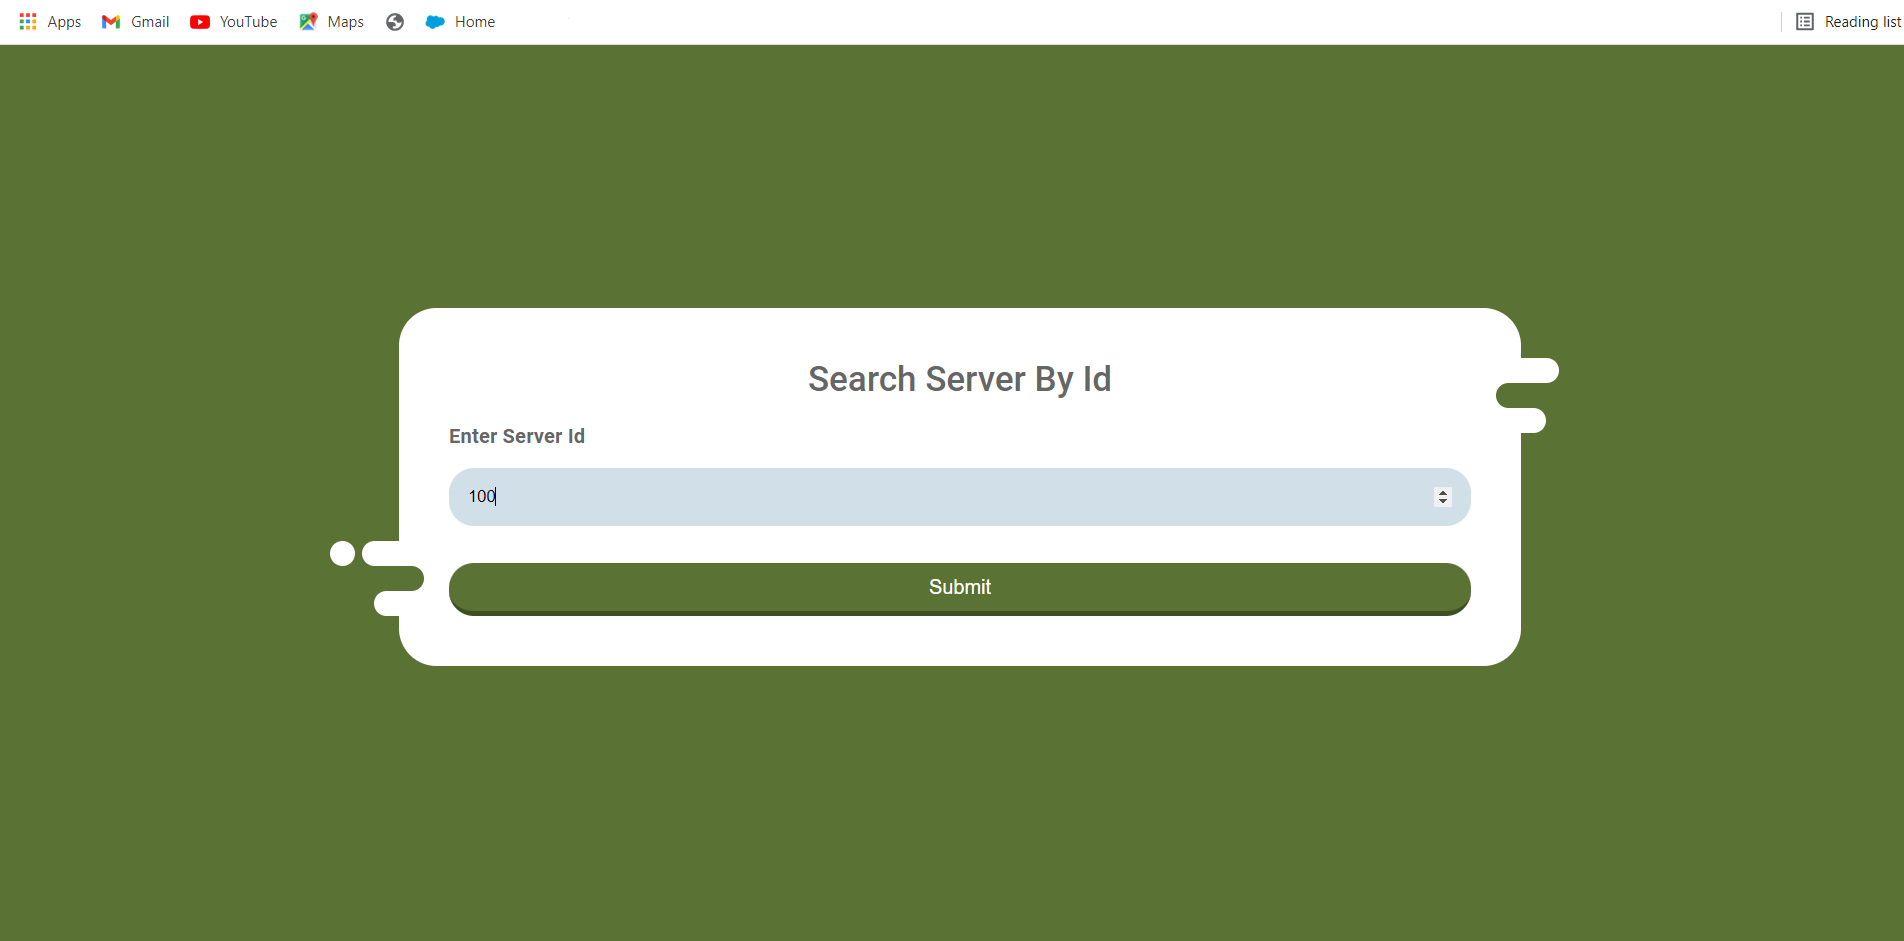 Apps Gmail YouTube Maps Home Reading list
Search Server By Id
Enter Server Id
100
Submit